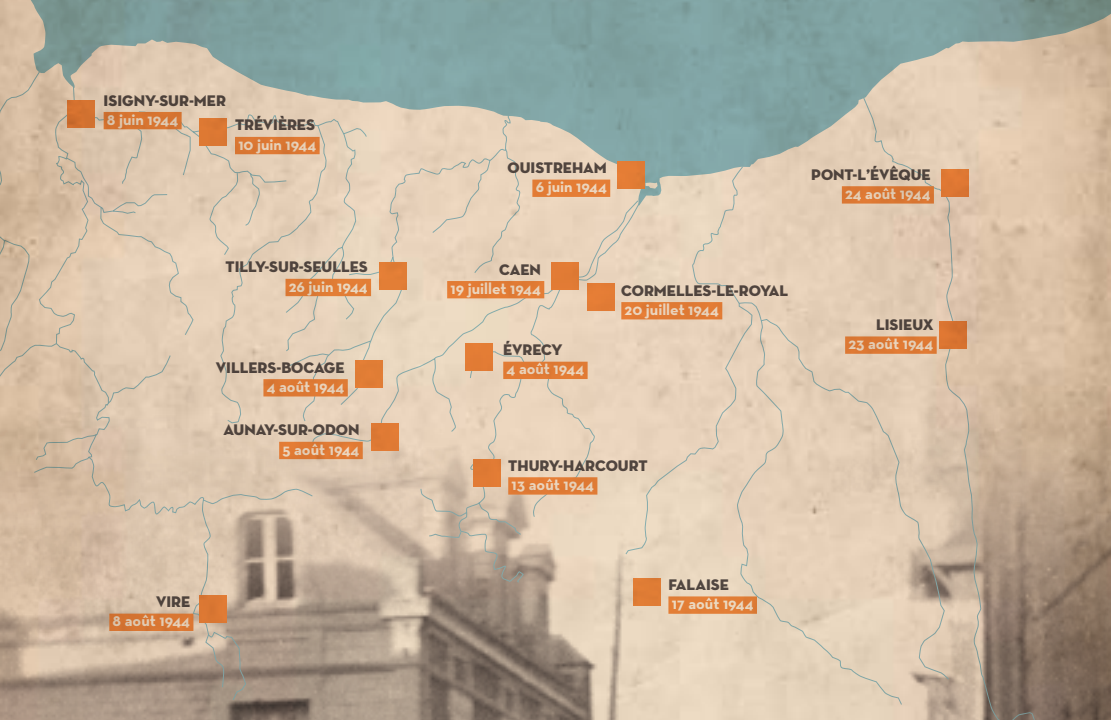 ISIGNY-SUR-MER
8 juin 1944
TRÉVIÈRES
10 juin 1944
OUISTREHAM
6 juin 1944
PONT-L'ÉVÊQUE
24 août 1944
TILLY-SUR-SEULLES
26 juin 1944
CAEN
19 juillet 1944
CORMELLES-LE-ROYAL
20 juillet 1944
LISIEUX
23 août 1944
ÉVRECY
4 août 1944
VILLERS-BOCAGE
4 août 1944
AUNAY-SUR-ODON
5 août 1944
THURY-HARCOURT
13 août 1944
FALAISE
17 août 1944
VIRE
8 août 1944